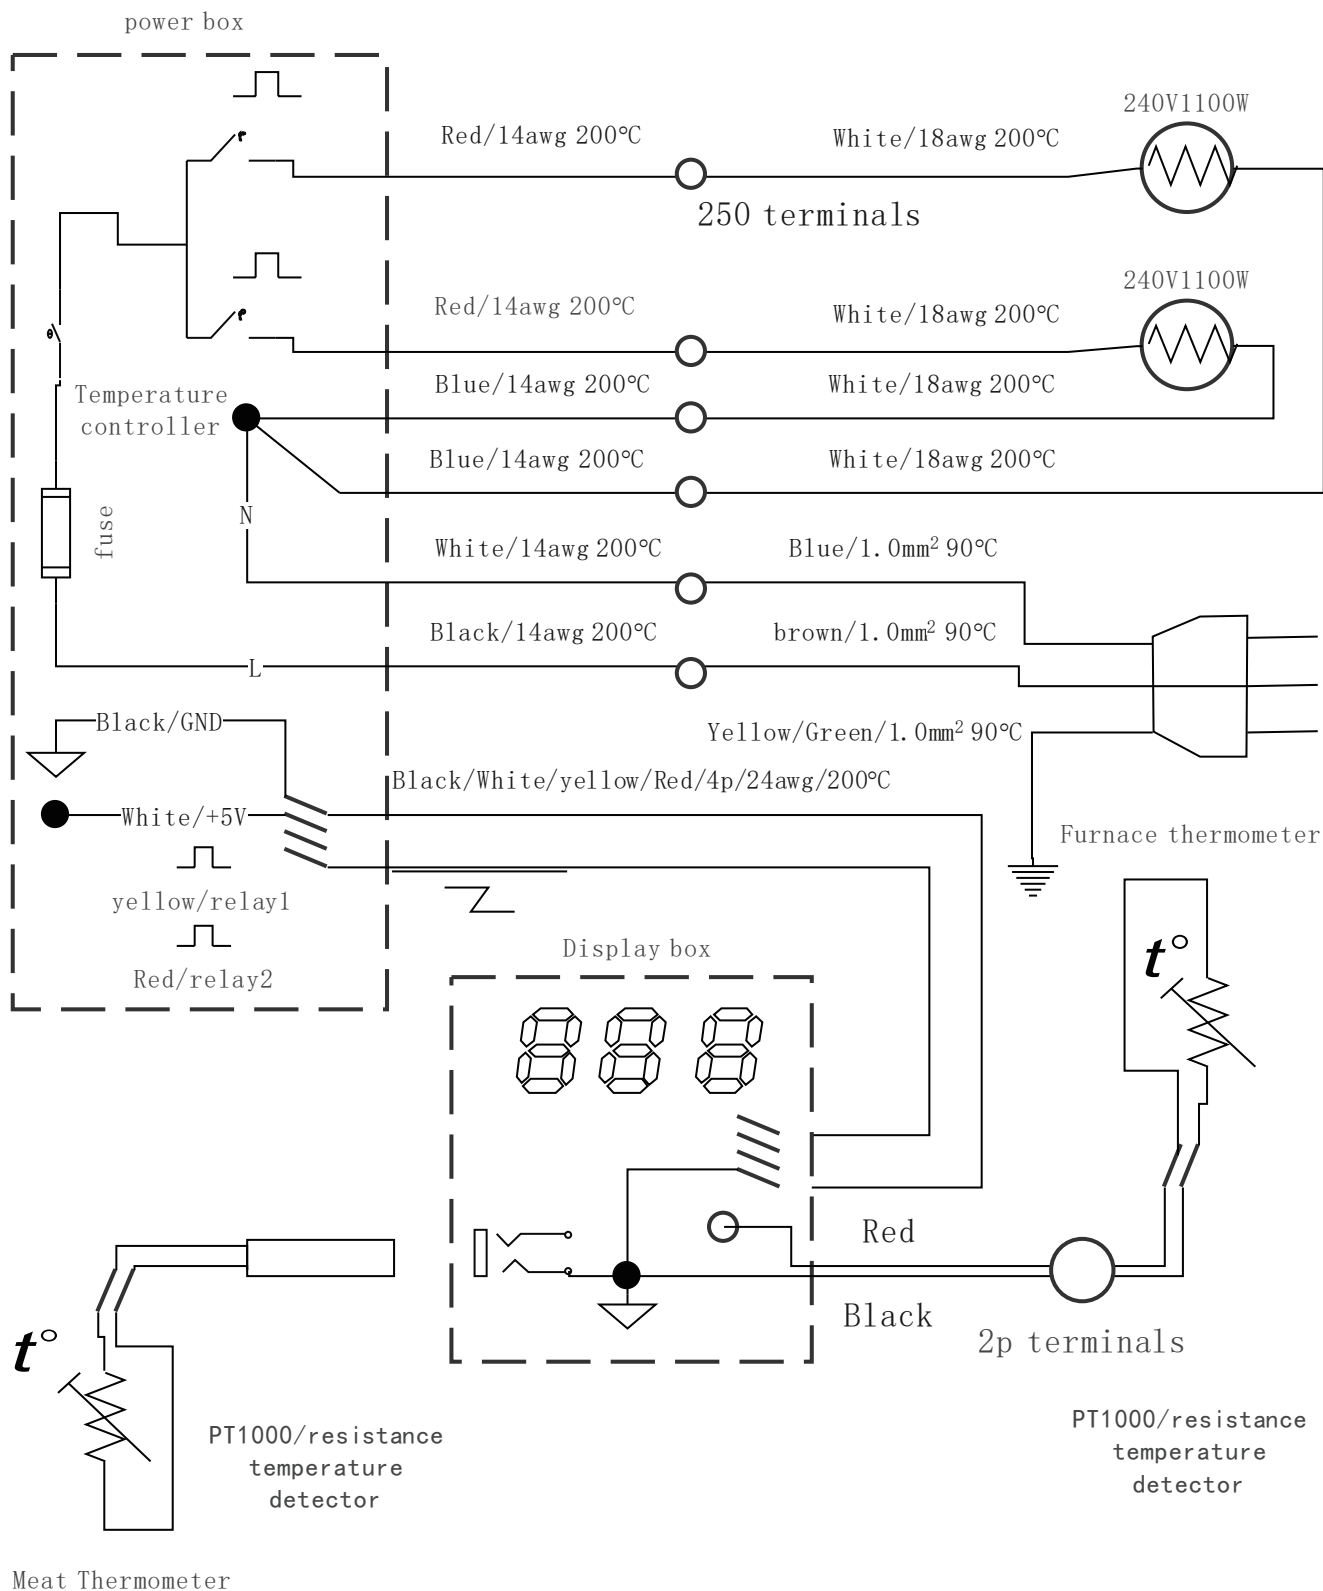 power box
240V1100W
Red/14awg 200℃
White/18awg 200℃
250 terminals
240V1100W
Red/14awg 200℃
White/18awg 200℃
θ
Blue/14awg 200℃
White/18awg 200℃
Temperature
controller
Blue/14awg 200℃
White/18awg 200℃
N
fuse
White/14awg 200℃
Blue/1.0mm² 90℃
Black/14awg 200℃
brown/1.0mm² 90℃
L
Black/GND
Yellow/Green/1.0mm² 90℃
Black/White/yellow/Red/4p/24awg/200℃
White/+5V
Furnace thermometer
yellow/relay1
Display box
t°
Red/relay2
888
Red
Black
2p terminals
t°
PT1000/resistance
temperature
detector
PT1000/resistance
temperature
detector
Meat Thermometer